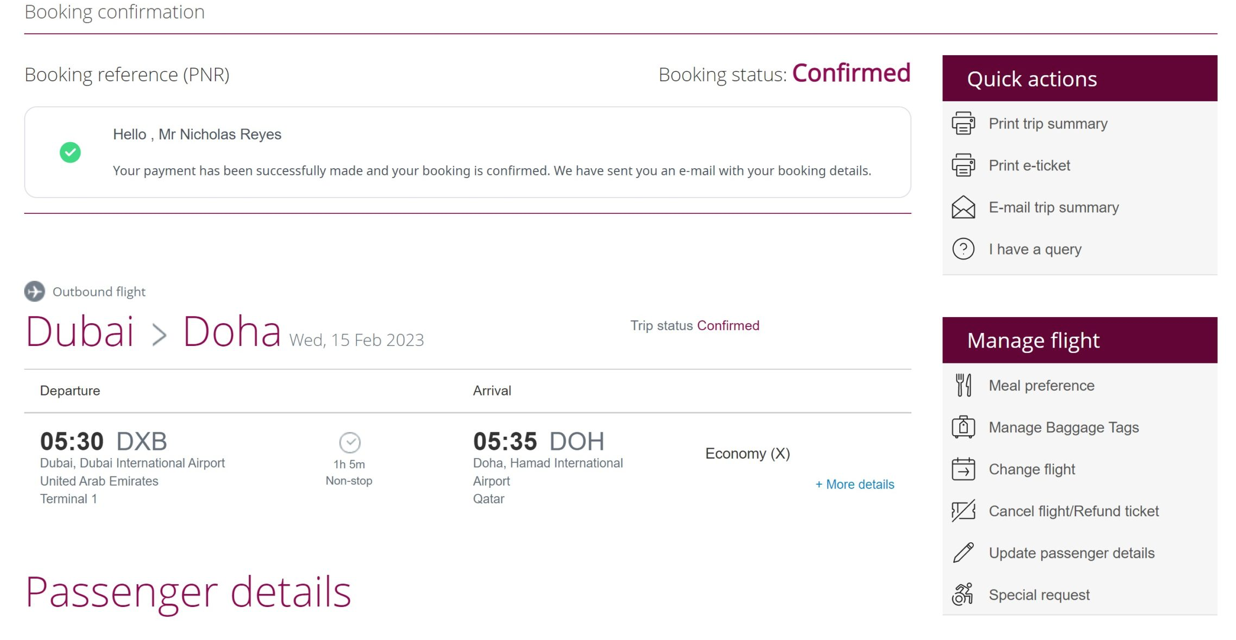 Booking confirmation
Booking reference (PNR)
Booking status: Confirmed
Hello , Mr Nicholas Reyes
Your payment has been successfully made and your booking is confirmed. We have sent you an e-mail with your booking details.
Outbound flight
Dubai > Doha Wed, 15 Feb 2023
Trip status Confirmed
Departure
Arrival
05:30 DXB
Dubai, Dubai International Airport
United Arab Emirates
Terminal 1
1h 5m
Non-stop
05:35 DOH
Doha, Hamad International
Airport
Qatar
Economy (X)
+ More details
Passenger details
Quick actions
Print trip summary
Print e-ticket
E-mail trip summary
I have a query
Manage flight
Meal preference
Manage Baggage Tags
Change flight
Cancel flight/Refund ticket
Update passenger details
Special request